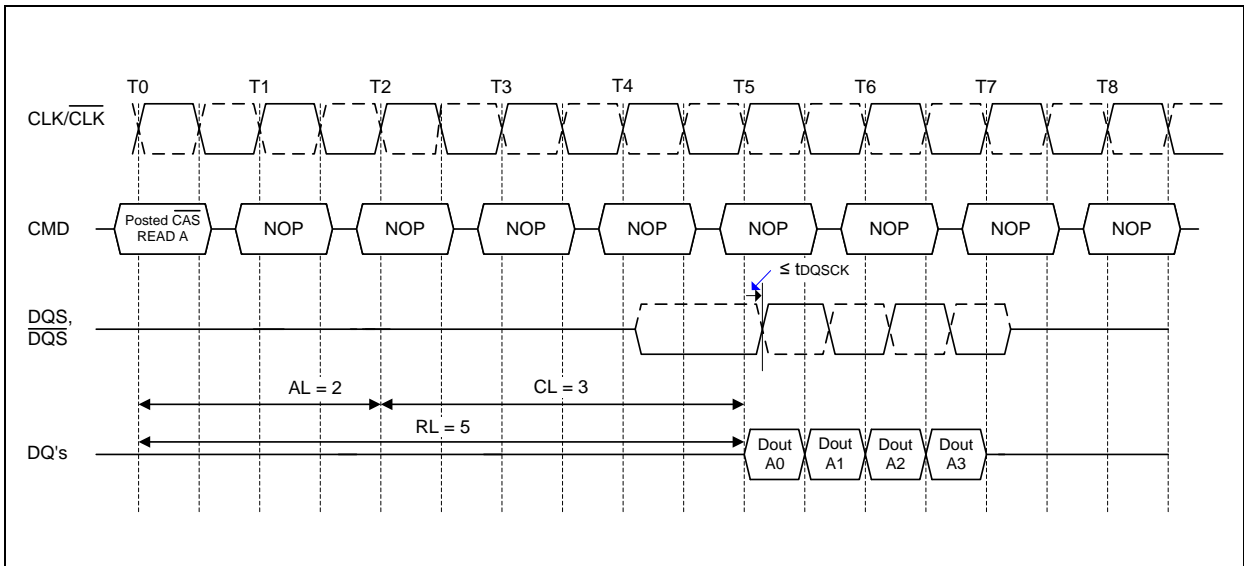 T0 T1 T2 T3 T4 T5 T6 T7 T8
CLK/CLK
CMD
Posted CAS
READ A
NOP NOP NOP NOP NOP NOP NOP NOP
≤ tDQSCK
DQS,
DQS
AL = 2 CL = 3
RL = 5
DQ's
Dout Dout Dout Dout
A0 A1 A2 A3